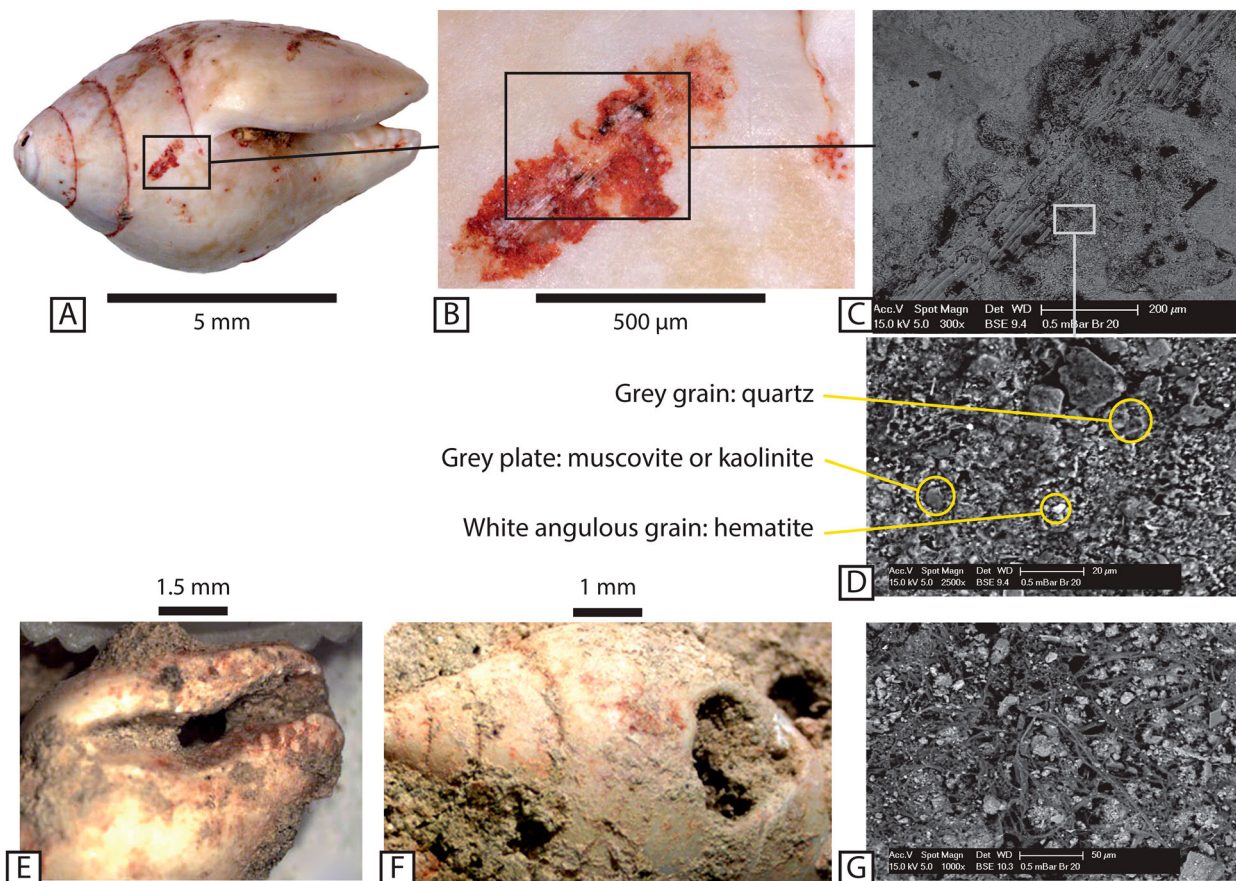 A
5 mm
B
500 µm
C
Acc.V Spot Magn Det WD 200 µm
15.0 kV 5.0 300x BSE 9.4 0.5 mBar Br 20
Grey grain: quartz
Grey plate: muscovite or kaolinite
White angulous grain: hematite
D
Acc.V Spot Magn Det WD 20 µm
15.0 kV 5.0 2500x BSE 9.4 0.5 mBar Br 20
1.5 mm
E
1 mm
F
G
Acc.V Spot Magn Det WD 50 µm
15.0 kV 5.0 1000x BSE 10.3 0.5 mBar Br 20